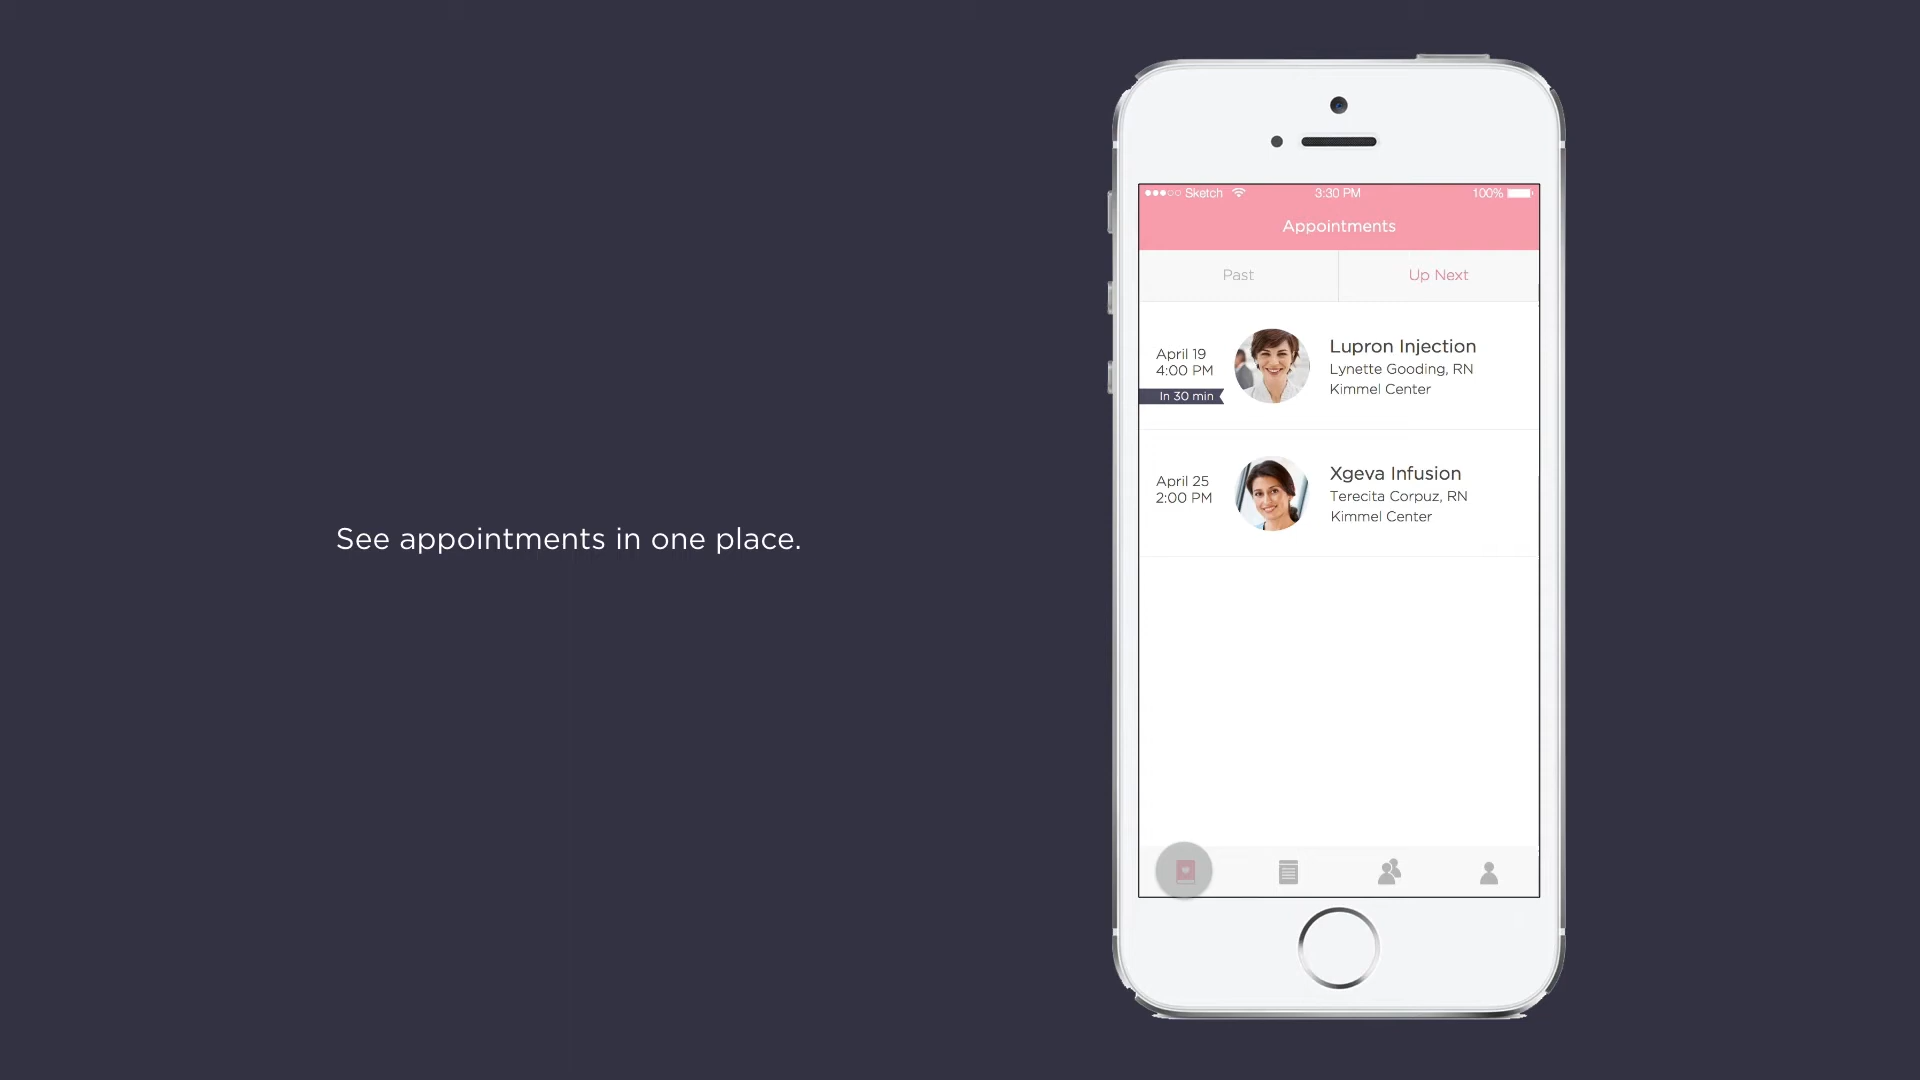 See appointments in one place.
Sketch
3:30 PM
100%
Appointments
Past
Up Next
April 19
4:00 PM
In 30 min
Lupron Injection
Lynette Gooding, RN
Kimmel Center
April 25
2:00 PM
Xgeva Infusion
Terecita Corpuz, RN
Kimmel Center